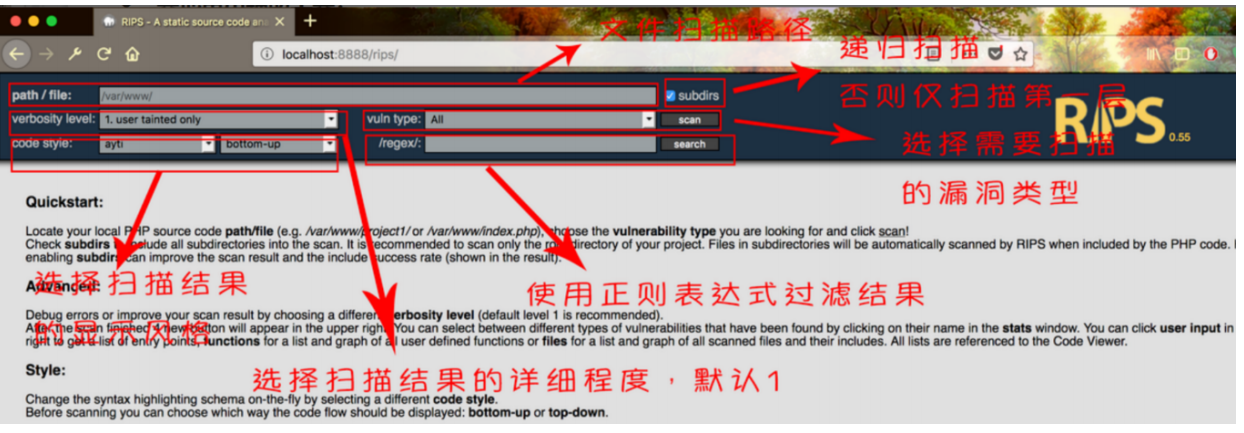 RIPS - A static source code ana
localhost:8888/rips/
文件扫描路径
递归扫描
否则仅扫描第一层
path / file: /var/www/ subdirs
verbosity level: 1. user tainted only vuln type: All scan
code style: ayti bottom-up /regex/: search
RIPS 0.55
选择需要扫描
的漏洞类型
Quickstart:
Locate your local PHP source code path/file (e.g. /var/www/project1/ or /var/www/index.php), choose the vulnerability type you are looking for and click scan!
Check subdirs to include all subdirectories into the scan. It is recommended to scan only the root directory of your project. Files in subdirectories will be automatically scanned by RIPS when included by the PHP code.
enabling subdirs can improve the scan result and the include success rate (shown in the result).
选择扫描结果
的显示风格
Advanced:
使用正则表达式过滤结果
Debug errors or improve your scan result by choosing a different verbosity level (default level 1 is recommended).
After the scan finished 4 new button will appear in the upper right. You can select between different types of vulnerabilities that have been found by clicking on their name in the stats window. You can click user input in
right to get a list of entry points, functions for a list and graph of all user defined functions or files for a list and graph of all scanned files and their includes. All lists are referenced to the Code Viewer.
Style:
选择扫描结果的详细程度,默认1
Change the syntax highlighting schema on-the-fly by selecting a different code style.
Before scanning you can choose which way the code flow should be displayed: bottom-up or top-down.